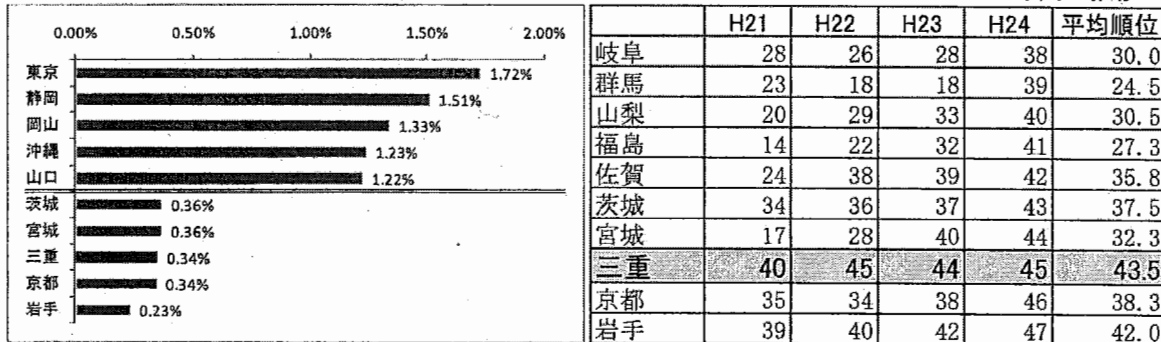 0.00% 0.50% 1.00% 1.50% 2.00%
東京 1.72%
静岡 1.51%
岡山 1.33%
沖縄 1.23%
山口 1.22%
茨城 0.36%
宮城 0.36%
三重 0.34%
京都 0.34%
岩手 0.23%
H21 H22 H23 H24 平均順位
岐阜 28 26 28 38 30.0
群馬 23 18 18 39 24.5
山梨 20 29 33 40 30.5
福島 14 22 32 41 27.3
佐賀 24 38 39 42 35.8
茨城 34 36 37 43 37.5
宮城 17 28 40 44 32.3
三重 40 45 44 45 43.5
京都 35 34 38 46 38.3
岩手 39 40 42 47 42.0